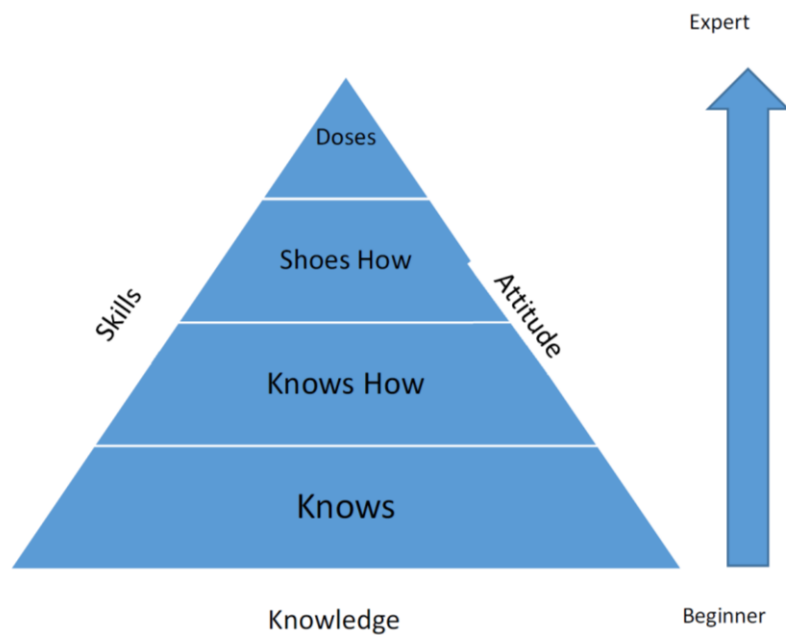 Expert
Doses
Shoes How
Skills
Attitude
Knows How
Knows
Knowledge
Beginner